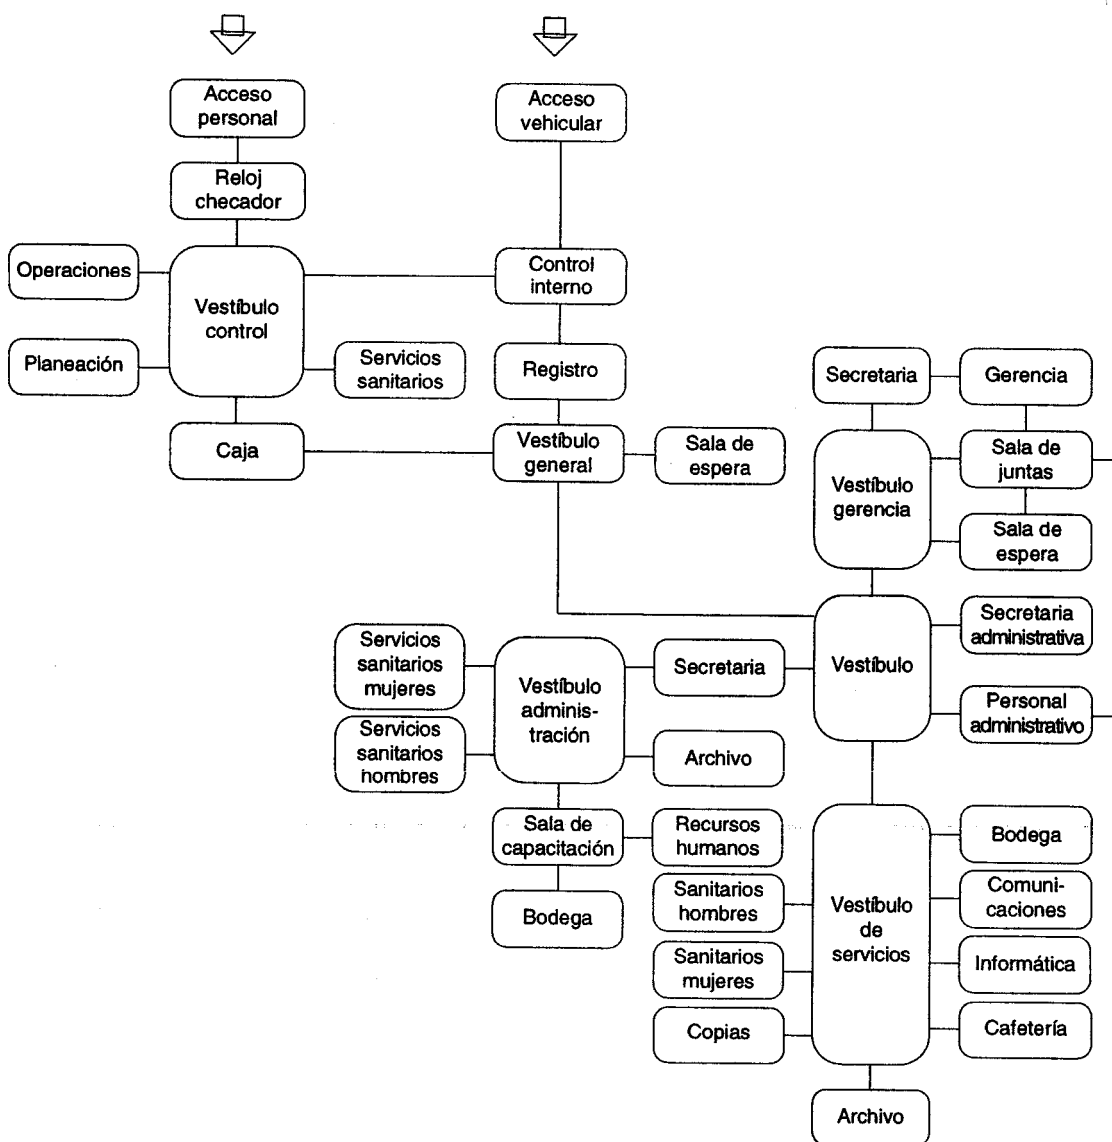 Acceso
personal
Acceso
vehicular
Reloj
checador
Operaciones
Vestíbulo
control
Control
interno
Planeación
Servicios
sanitarios
Registro
Secretaria
Gerencia
Caja
Vestíbulo
general
Sala de
espera
Vestíbulo
gerencia
Sala de
juntas
Sala de
espera
Servicios
sanitarios
mujeres
Vestíbulo
adminis-
tración
Secretaria
Vestíbulo
Secretaria
administrativa
Servicios
sanitarios
hombres
Archivo
Personal
administrativo
Sala de
capacitación
Recursos
humanos
Bodega
Bodega
Sanitarios
hombres
Vestíbulo
de
servicios
Comuni-
caciones
Sanitarios
mujeres
Informática
Copias
Cafetería
Archivo